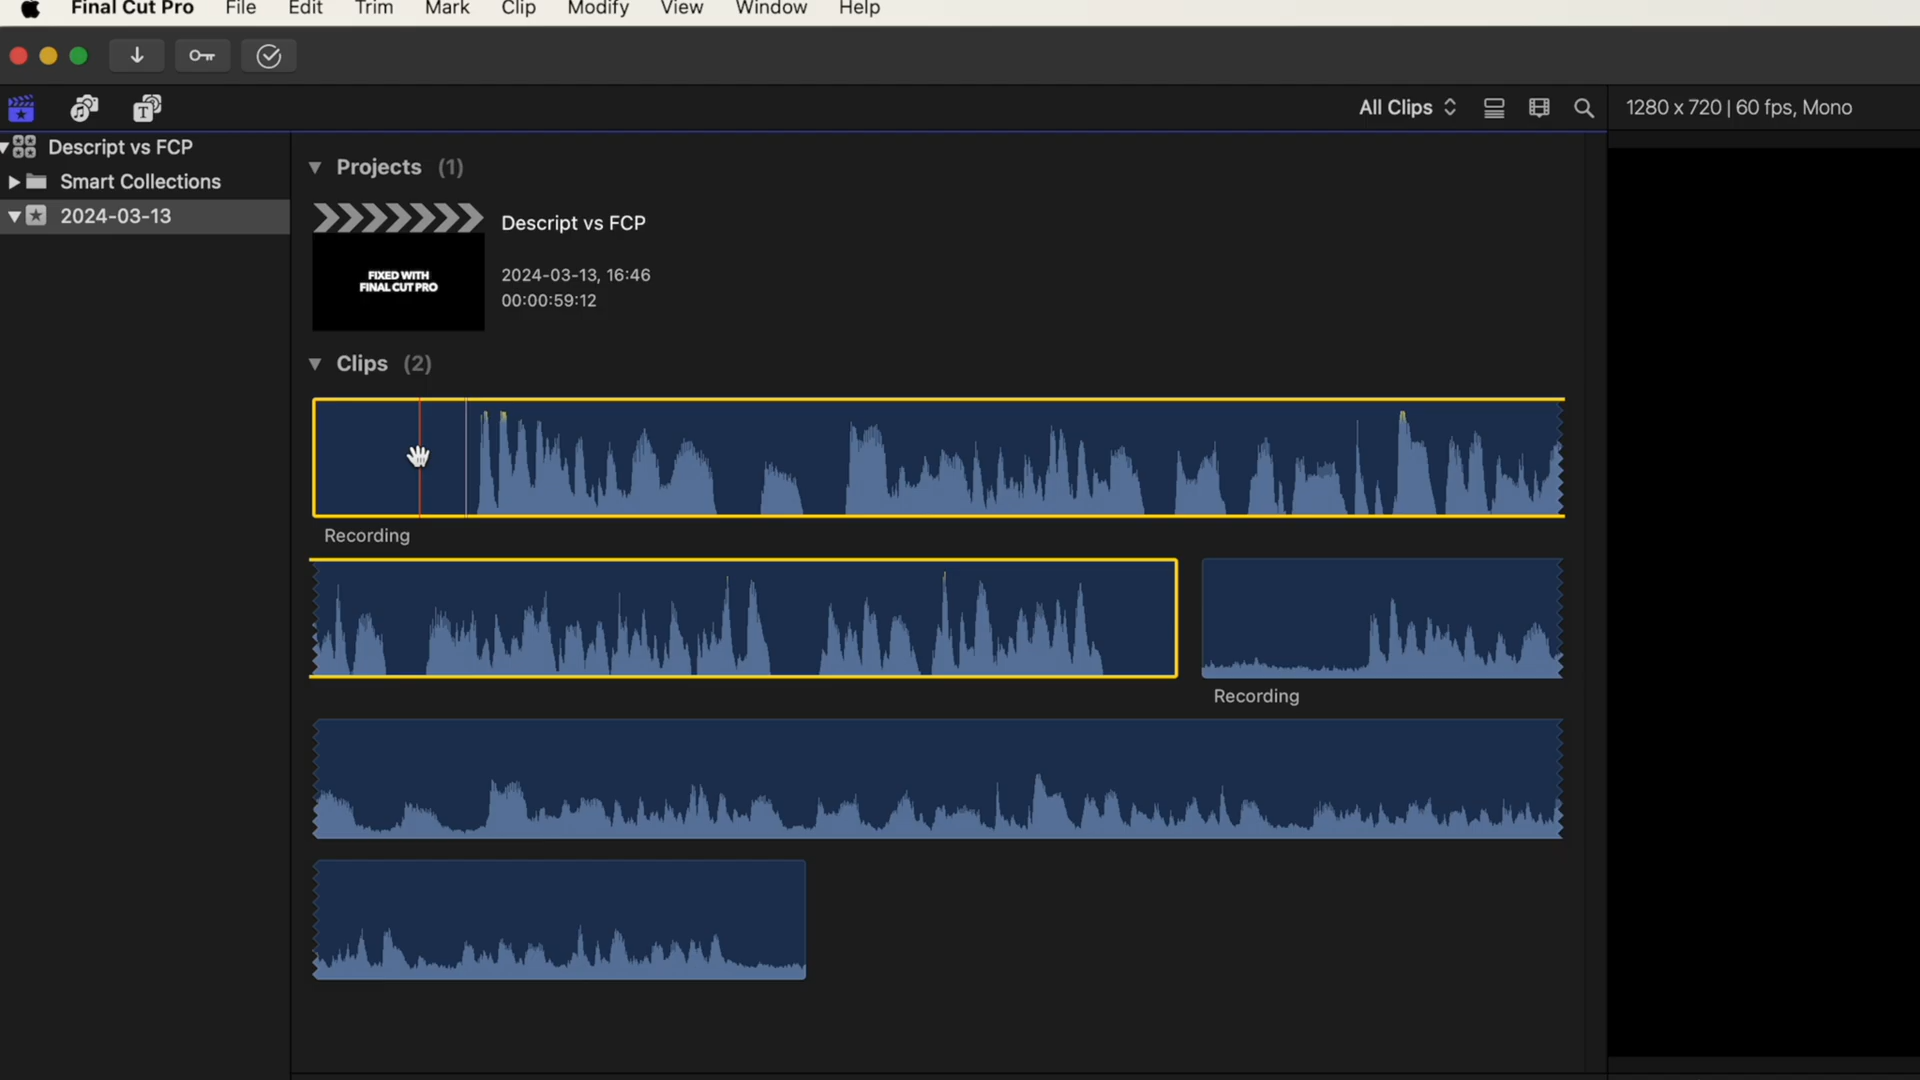 Final Cut Pro File Edit Trim Mark Clip Modify View Window Help
All Clips
1280 x 720 | 60 fps, Mono
Descript vs FCP
Smart Collections
2024-03-13
Projects (1)
FIXED WITH
FINAL CUT PRO
Descript vs FCP
2024-03-13, 16:46
00:00:59:12
Clips (2)
Recording
Recording